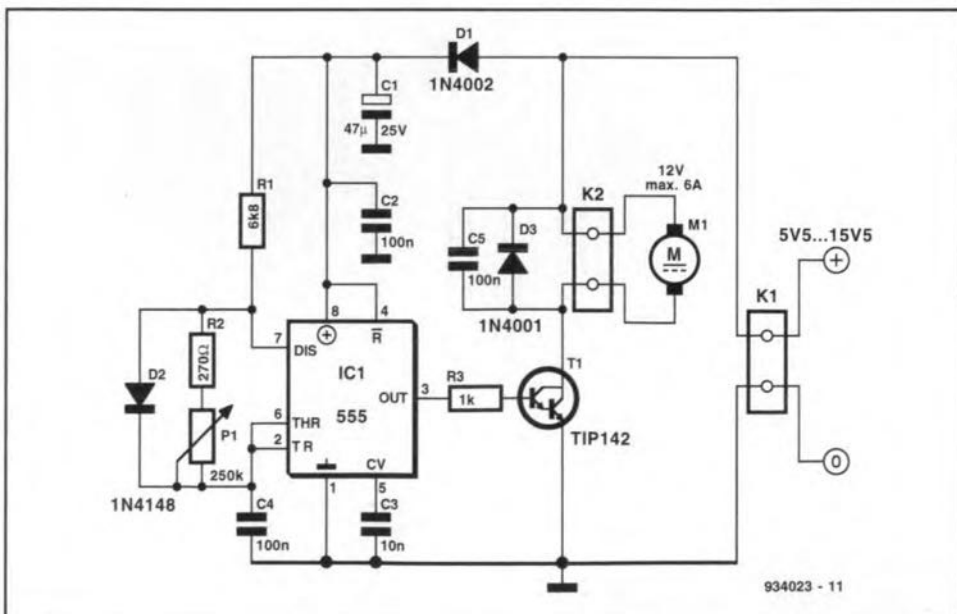 D1
1N4002
C1
47µ
25V
R1
6k8
C2
100n
K2
12V
max. 6A
M1
M
C5
100n
D3
1N4001
5V5...15V5
+
K1
0
R2
270Ω
D2
P1
250k
1N4148
8
4
7
DIS
R
IC1
555
OUT
3
6
THR
2
TR
CV
1
5
R3
1k
T1
TIP142
C4
100n
C3
10n
934023 - 11